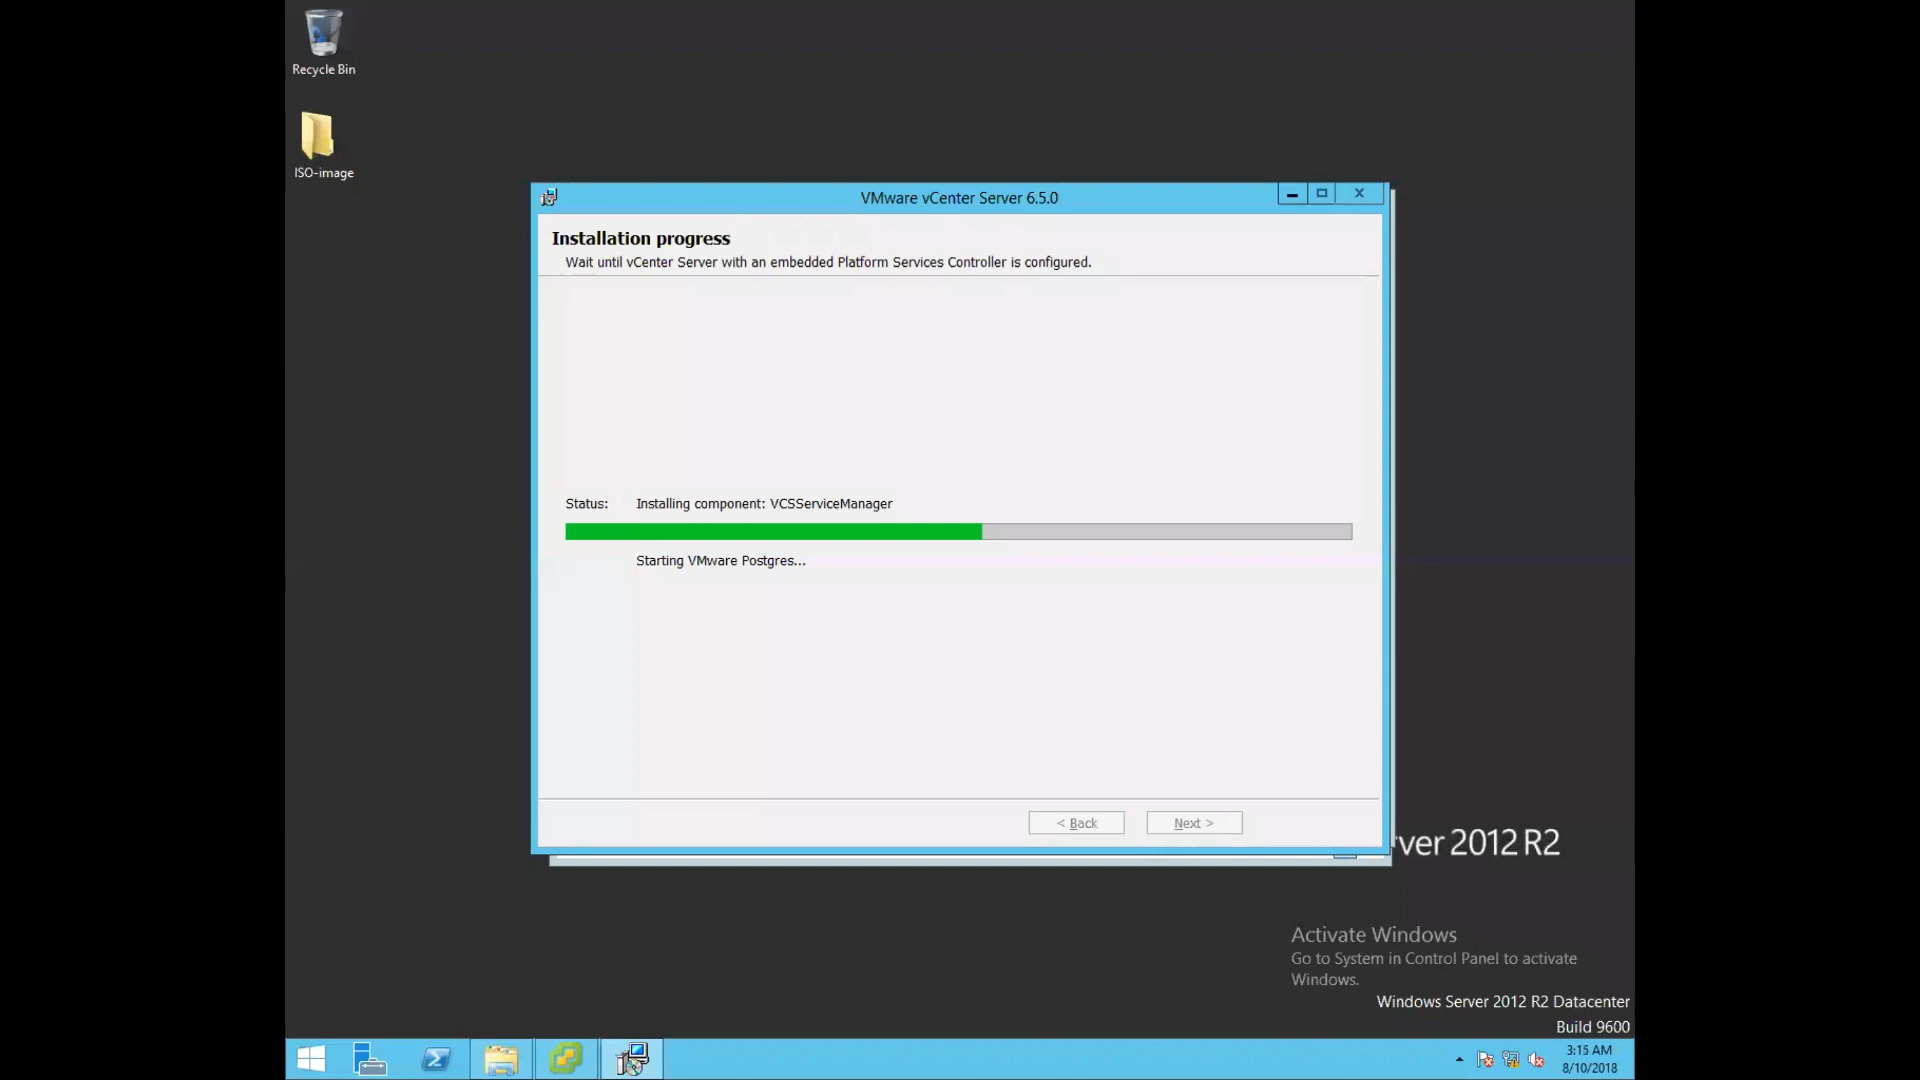 Recycle Bin
ISO-image
VMware vCenter Server 6.5.0
Installation progress
Wait until vCenter Server with an embedded Platform Services Controller is configured.
Status: Installing component: VCSServiceManager
Starting VMware Postgres...
< Back Next >
ver 2012 R2
Activate Windows
Go to System in Control Panel to activate
Windows.
Windows Server 2012 R2 Datacenter
Build 9600
3:15 AM
8/10/2018